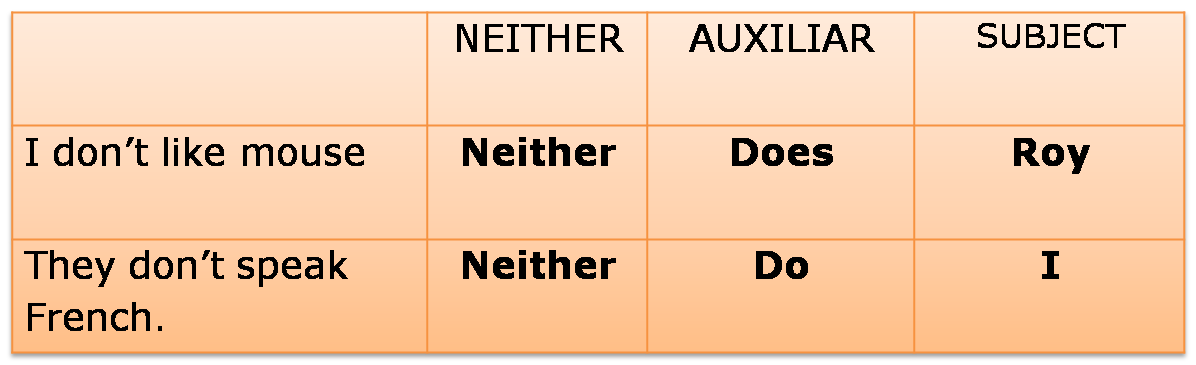 NEITHER AUXILIAR SUBJECT
I don’t like mouse Neither Does Roy
They don’t speak Neither Do I
French.